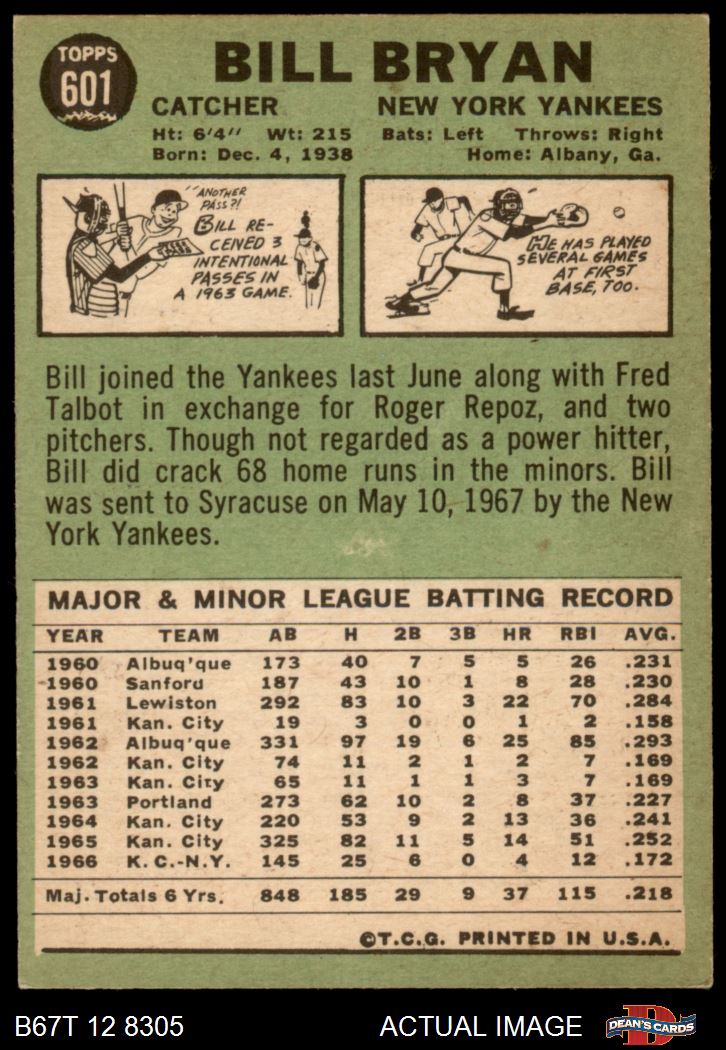 TOPPS
601
BILL BRYAN
CATCHER NEW YORK YANKEES
Ht: 6'4" Wt: 215 Bats: Left Throws: Right
Born: Dec. 4, 1938 Home: Albany, Ga.
"ANOTHER
PASS?!
BILL RE-
CEIVED 3
INTENTIONAL
PASSES IN
A 1963 GAME.
HE HAS PLAYED
SEVERAL GAMES
AT FIRST
BASE, TOO.
Bill joined the Yankees last June along with Fred
Talbot in exchange for Roger Repoz, and two
pitchers. Though not regarded as a power hitter,
Bill did crack 68 home runs in the minors. Bill
was sent to Syracuse on May 10, 1967 by the New
York Yankees.
MAJOR & MINOR LEAGUE BATTING RECORD
YEAR TEAM AB H 2B 3B HR RBI AVG.
1960 Albuq'que 173 40 7 5 5 26 .231
1960 Sanford 187 43 10 1 8 28 .230
1961 Lewiston 292 83 10 3 22 70 .284
1961 Kan. City 19 3 0 0 1 2 .158
1962 Albuq'que 331 97 19 6 25 85 .293
1962 Kan. City 74 11 2 1 2 7 .169
1963 Kan. City 65 11 1 1 3 7 .169
1963 Portland 273 62 10 2 8 37 .227
1964 Kan. City 220 53 9 2 13 36 .241
1965 Kan. City 325 82 11 5 14 51 .252
1966 K.C.-N.Y. 145 25 6 0 4 12 .172
Maj. Totals 6 Yrs. 848 185 29 9 37 115 .218
©T.C.G. PRINTED IN U.S.A.
B67T 12 8305 ACTUAL IMAGE DEAN'S CARDS